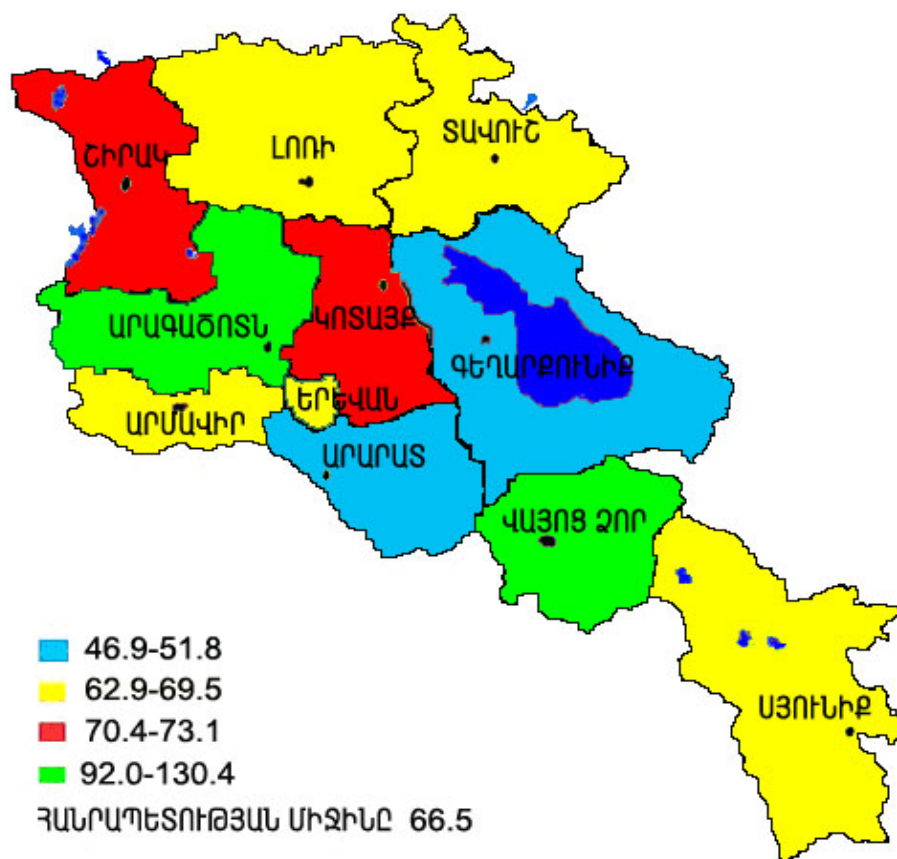 ՇԻՐԱԿ
ԼՈՌԻ
ՏԱՎՈՒՇ
ԱՐԱԳԱԾՈՏՆ
ԿՈՏԱՅՔ
ԳԵՂԱՐՔՈՒՆԻՔ
ԱՐՄԱՎԻՐ
ԵՐԵՎԱՆ
ԱՐԱՐԱՏ
ՎԱՅՈՑ ՁՈՐ
ՍՅՈՒՆԻՔ
46.9-51.8
62.9-69.5
70.4-73.1
92.0-130.4
ՀԱՆՐԱՊԵՏՈՒԹՅԱՆ ՄԻՋԻՆԸ 66.5